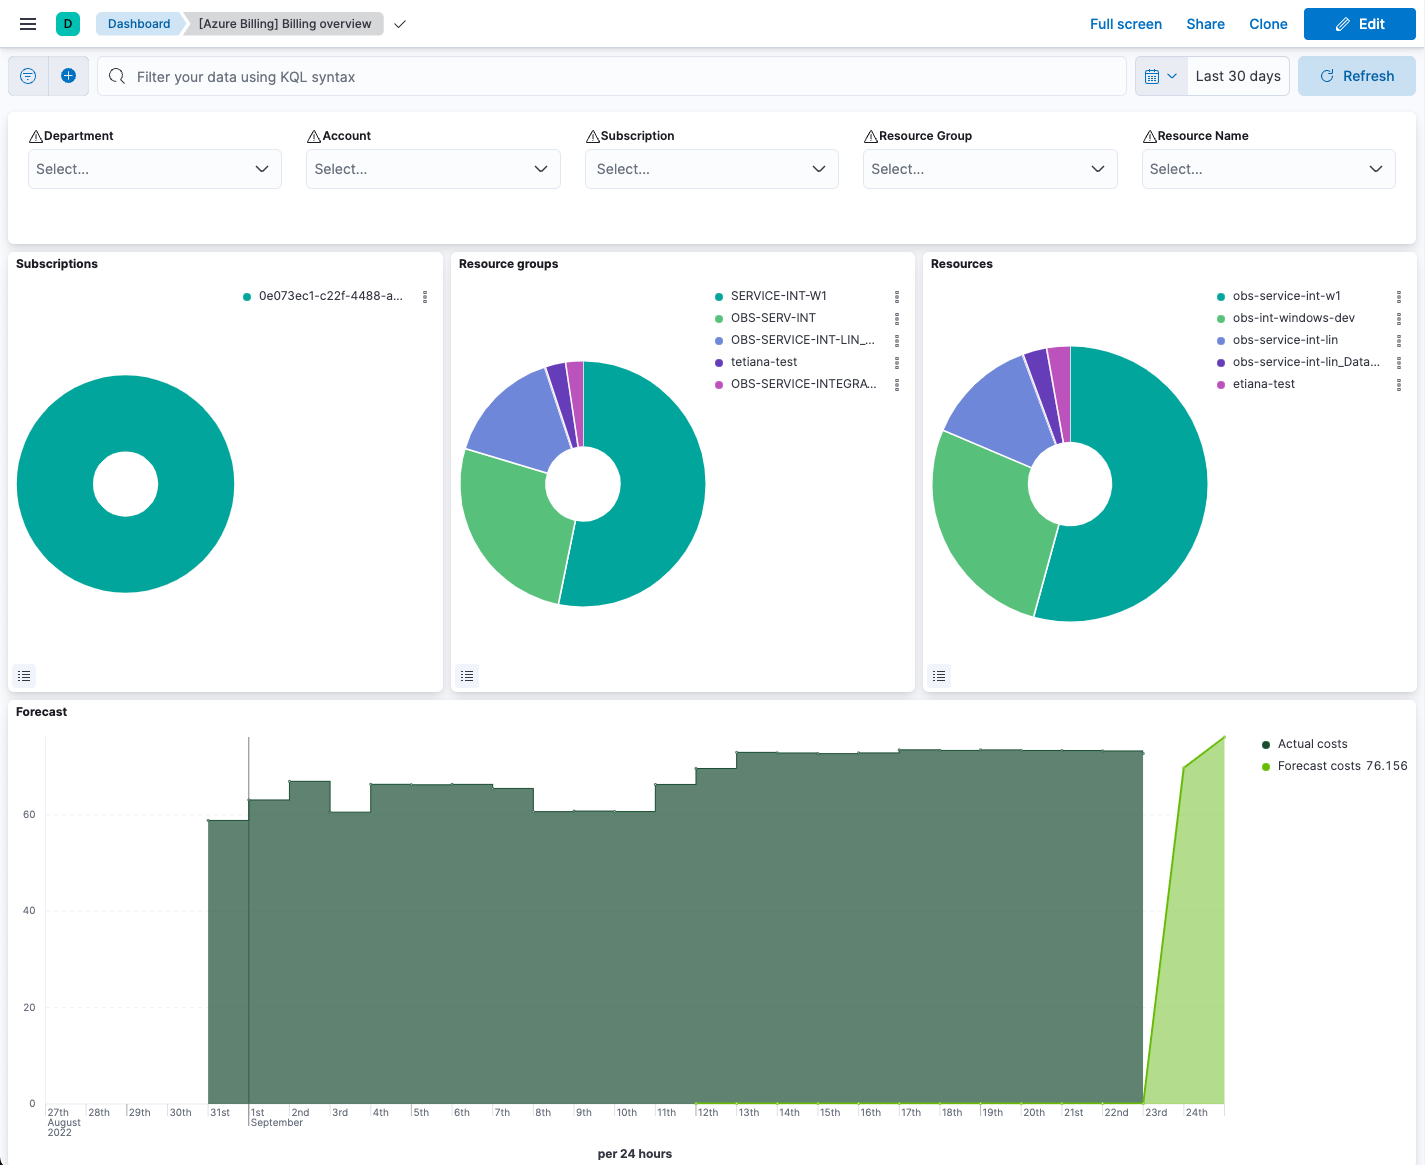 D Dashboard [Azure Billing] Billing overview Full screen Share Clone Edit
Filter your data using KQL syntax Last 30 days Refresh
Department Account Subscription Resource Group Resource Name
Select... Select... Select... Select... Select...
Subscriptions
0e073ec1-c22f-4488-a...
Resource groups
SERVICE-INT-W1
OBS-SERV-INT
OBS-SERVICE-INT-LIN_...
tetiana-test
OBS-SERVICE-INTEGRA...
Resources
obs-service-int-w1
obs-int-windows-dev
obs-service-int-lin
obs-service-int-lin_Data...
etiana-test
Forecast
Actual costs
Forecast costs 76.156
60
40
20
0
27th 28th 29th 30th 31st 1st 2nd 3rd 4th 5th 6th 7th 8th 9th 10th 11th 12th 13th 14th 15th 16th 17th 18th 19th 20th 21st 22nd 23rd 24th
August September
2022
per 24 hours